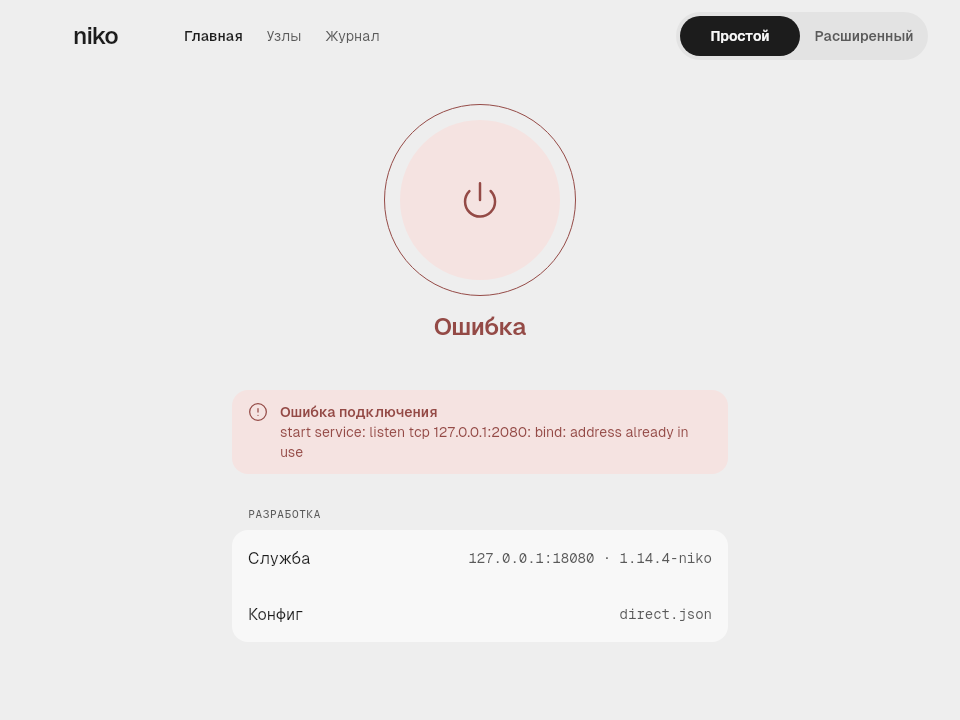 niko
Главная
Узлы
Журнал
Простой
Расширенный
Ошибка
Ошибка подключения
start service: listen tcp 127.0.0.1:2080: bind: address already in
use
РАЗРАБОТКА
Служба
127.0.0.1:18080 · 1.14.4-niko
Конфиг
direct.json